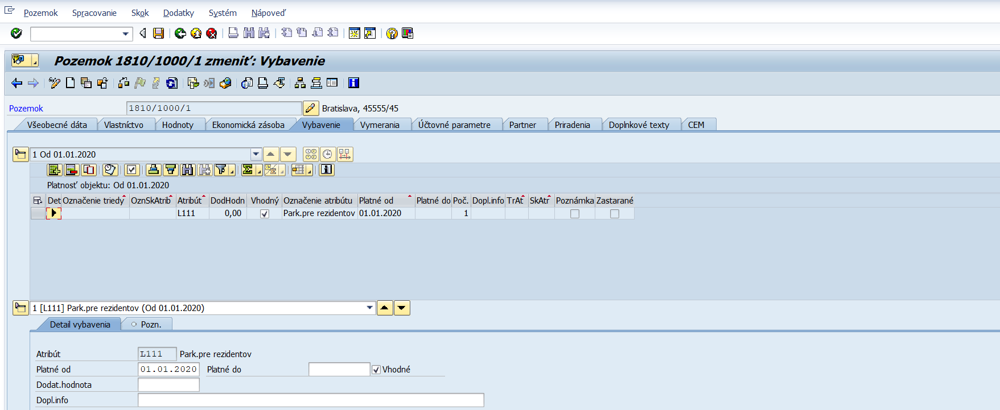 Pozemok Spracovanie Skok Dodatky Systém Nápoveď
Pozemok 1810/1000/1 zmeniť: Vybavenie
Pozemok 1810/1000/1 Bratislava, 45555/45
Všeobecné dáta Vlastníctvo Hodnoty Ekonomická zásoba Vybavenie Vymerania Účtovné parametre Partner Priradenia Doplnkové texty CEM
1 Od 01.01.2020
Platnosť objektu: Od 01.01.2020
Det Označenie triedy OznSkAtrib Atribút DodHodn Vhodný Označenie atribútu Platné od Platné do Poč. Dopl.info TrAt SkAtr Poznámka Zastarané
L111 0,00 Park.pre rezidentov 01.01.2020 1
1 [L111] Park.pre rezidentov (Od 01.01.2020)
Detail vybavenia Pozn.
Atribút L111 Park.pre rezidentov
Platné od 01.01.2020 Platné do Vhodné
Dodat.hodnota
Dopl.info